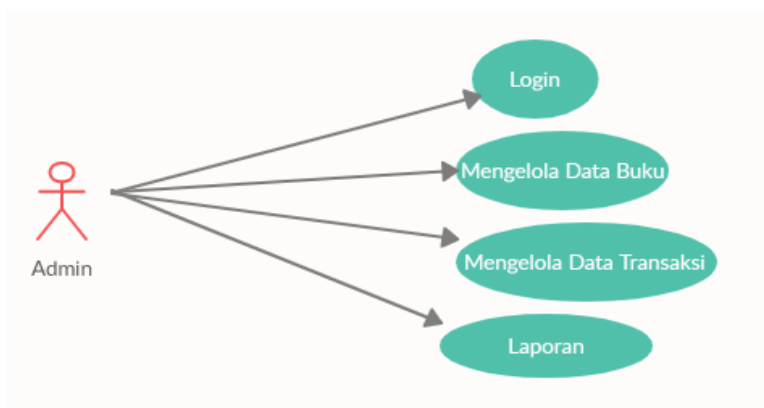 Login
Mengelola Data Buku
Admin
Mengelola Data Transaksi
Laporan